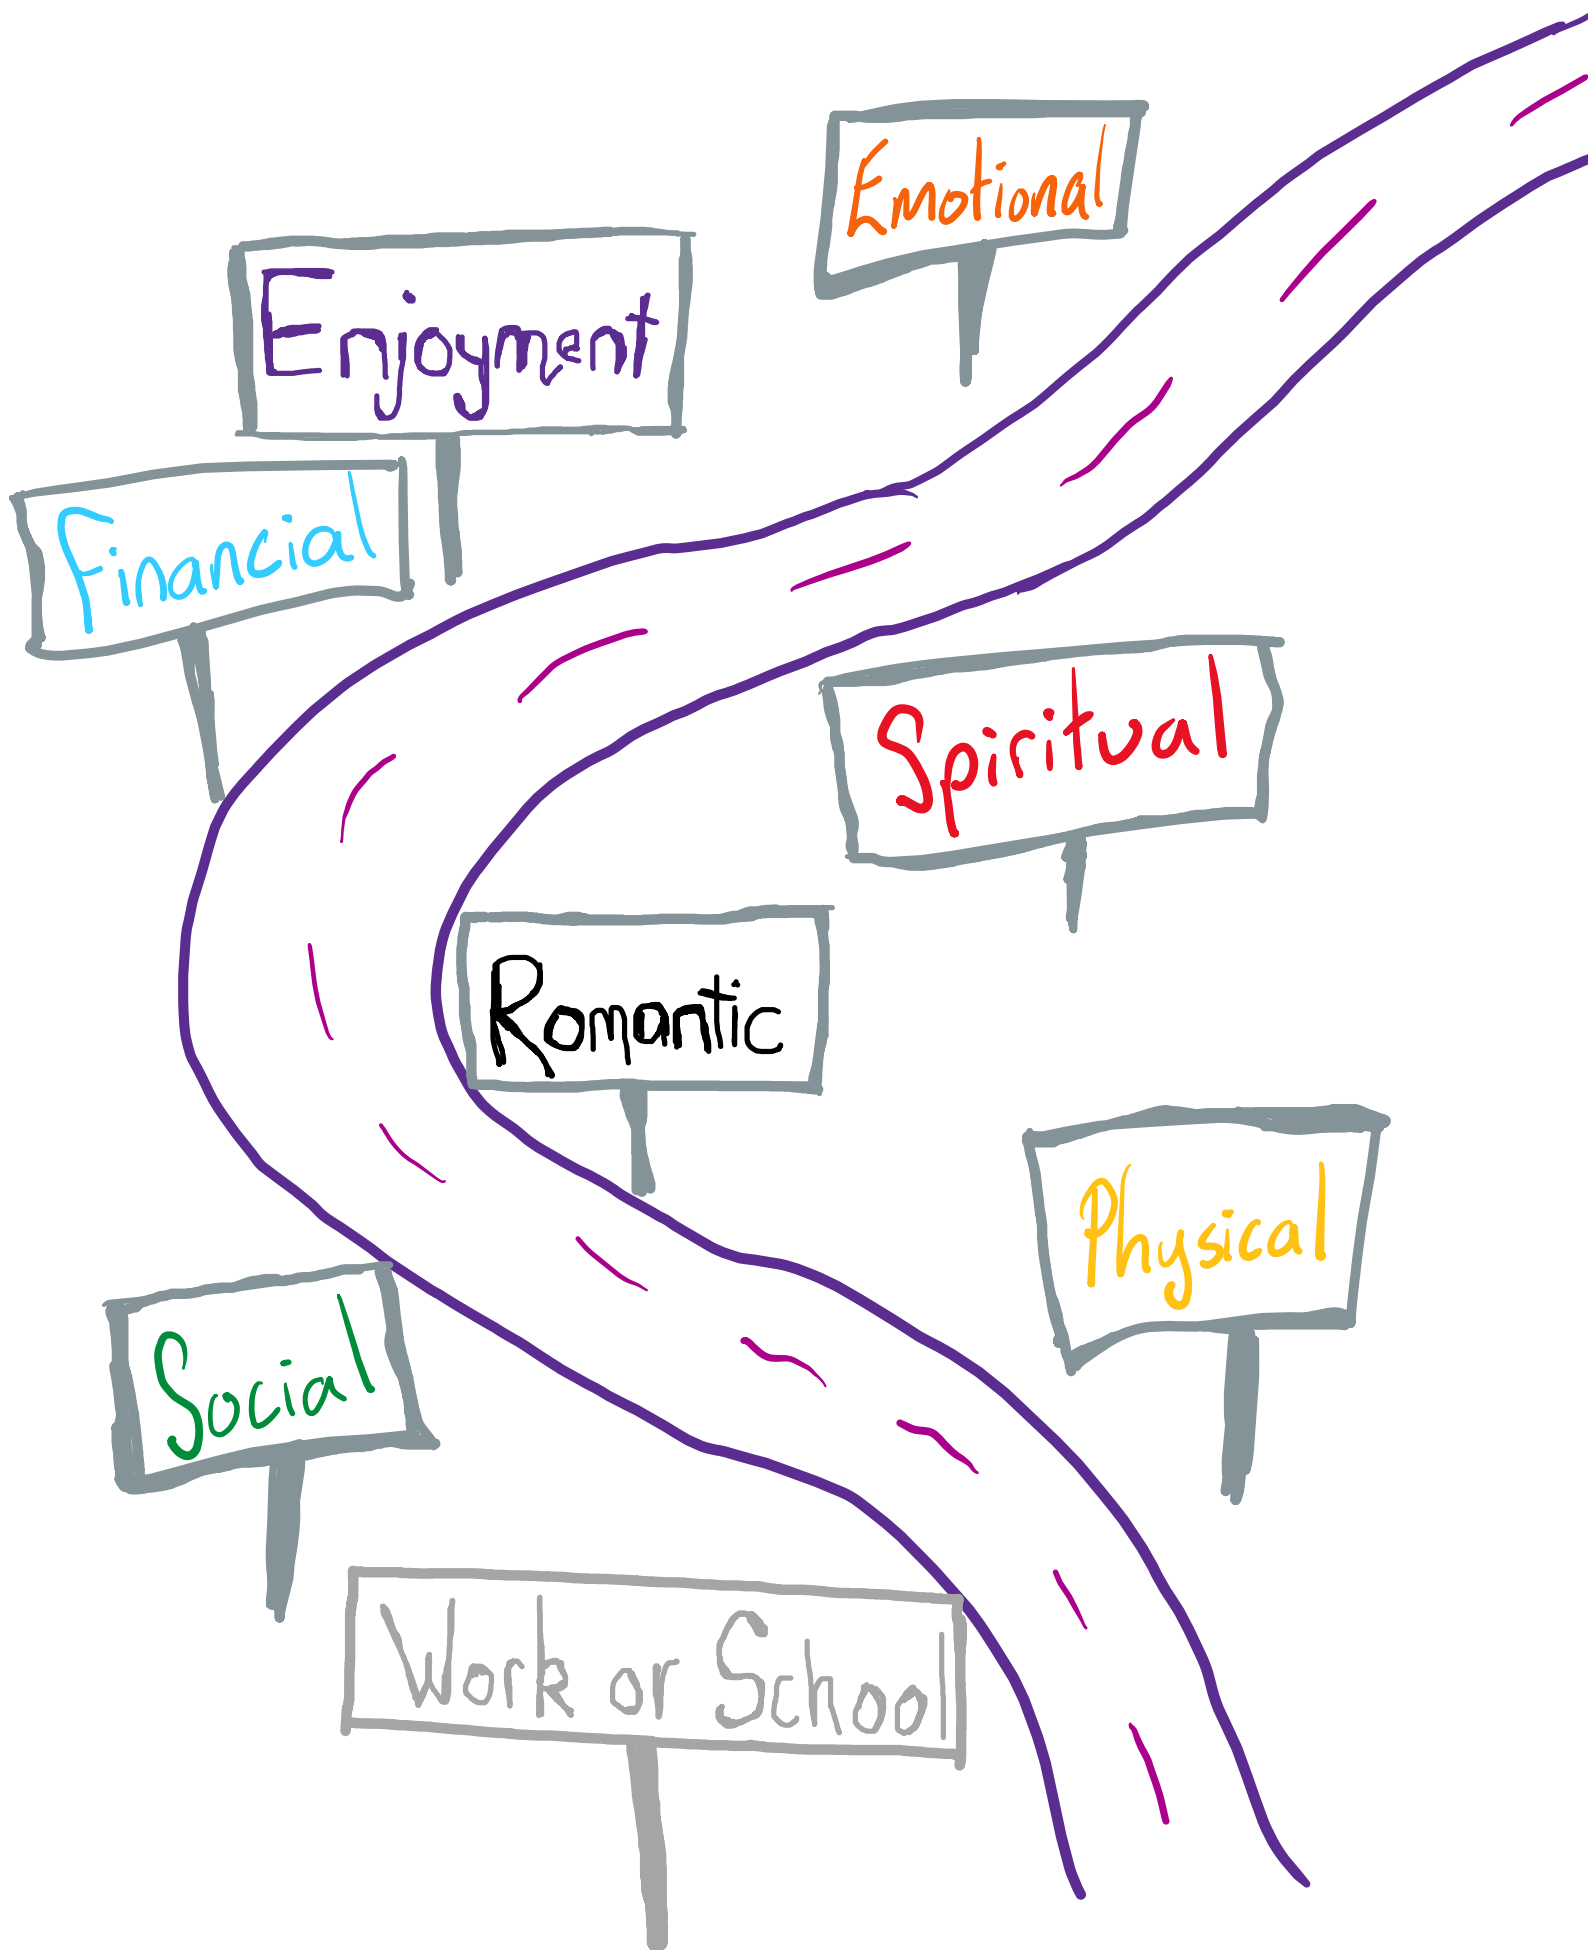 Emotional
Enjoyment
Financial
Spiritual
Romantic
Physical
Social
Work or School